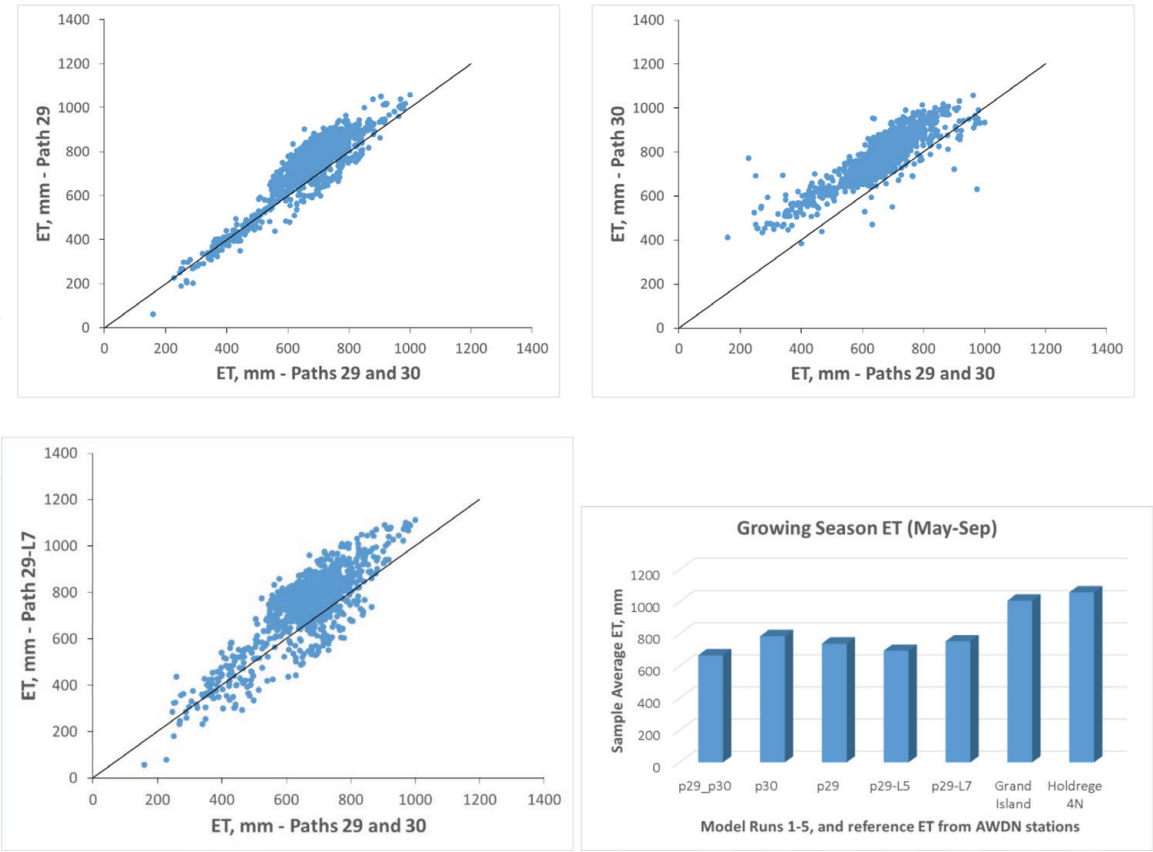 1400
1200
1000
800
600
400
200
0
ET, mm - Path 29
0 200 400 600 800 1000 1200 1400
ET, mm - Paths 29 and 30
1400
1200
1000
800
600
400
200
0
ET, mm - Path 30
0 200 400 600 800 1000 1200 1400
ET, mm - Paths 29 and 30
1400
1200
1000
800
600
400
200
0
ET, mm - Path 29-L7
0 200 400 600 800 1000 1200 1400
ET, mm - Paths 29 and 30
Growing Season ET (May-Sep)
1200
1000
800
600
400
200
0
Sample Average ET, mm
p29_p30 p30 p29 p29-L5 p29-L7 Grand Holdrege
Island 4N
Model Runs 1-5, and reference ET from AWDN stations